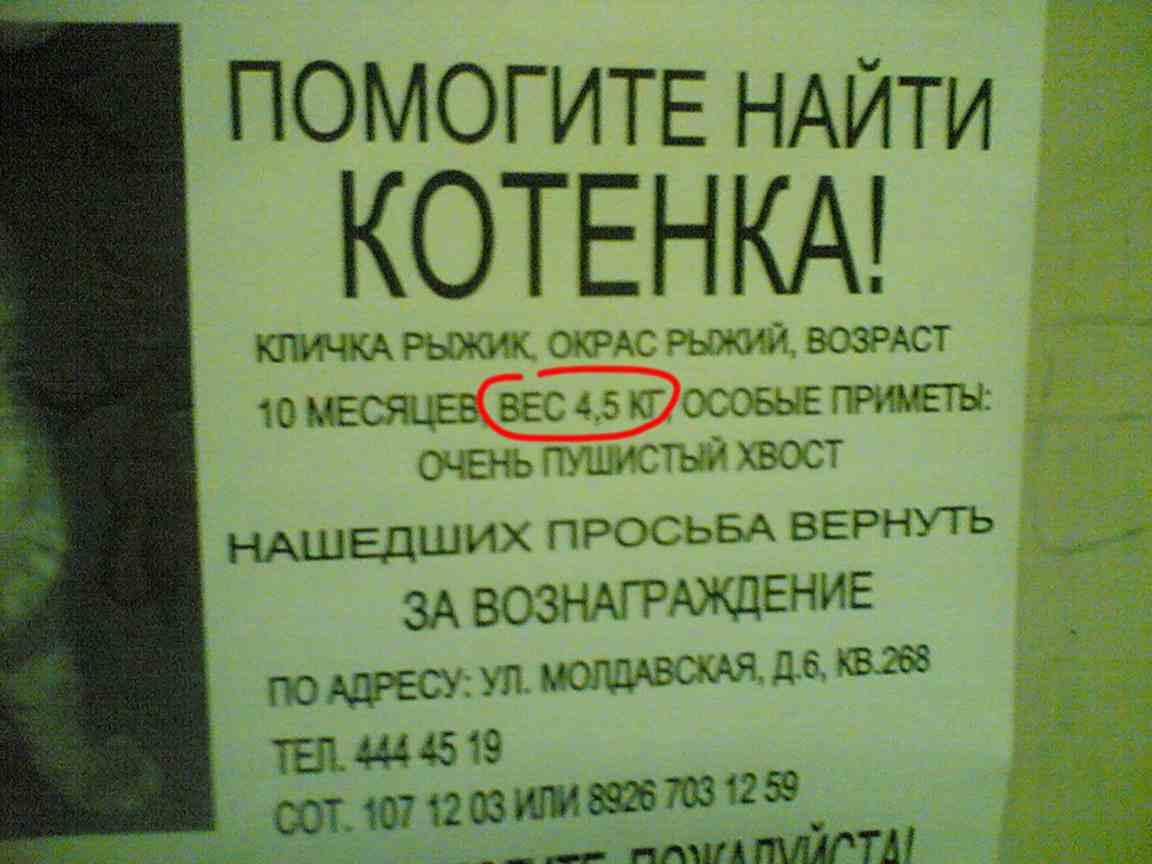 ПОМОГИТЕ НАЙТИ
КОТЕНКА!
КЛИЧКА РЫЖИК, ОКРАС РЫЖИЙ, ВОЗРАСТ
10 МЕСЯЦЕВ, ВЕС 4,5 КГ, ОСОБЫЕ ПРИМЕТЫ:
ОЧЕНЬ ПУШИСТЫЙ ХВОСТ
НАШЕДШИХ ПРОСЬБА ВЕРНУТЬ
ЗА ВОЗНАГРАЖДЕНИЕ
ПО АДРЕСУ: УЛ. МОЛДАВСКАЯ, Д.6, КВ.268
ТЕЛ. 444 45 19
СОТ. 107 12 03 ИЛИ 8926 703 12 59
ПОЖАЛУЙСТА!